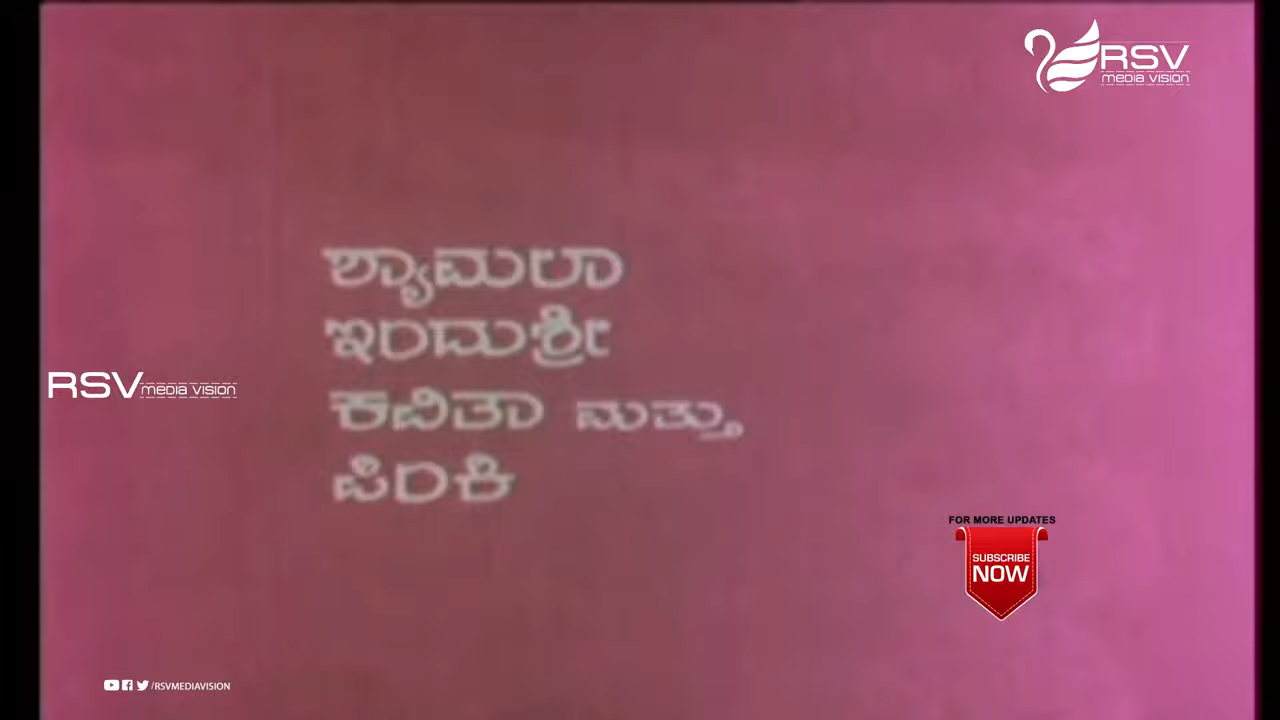 RSV
media vision
ಶ್ಯಾಮಲಾ
ಇಂದುಶ್ರೀ
RSV media vision
ಕವಿತಾ ಮತ್ತು
ಪಿಂಕಿ
FOR MORE UPDATES
SUBSCRIBE
NOW
/RSVMEDIAVISION